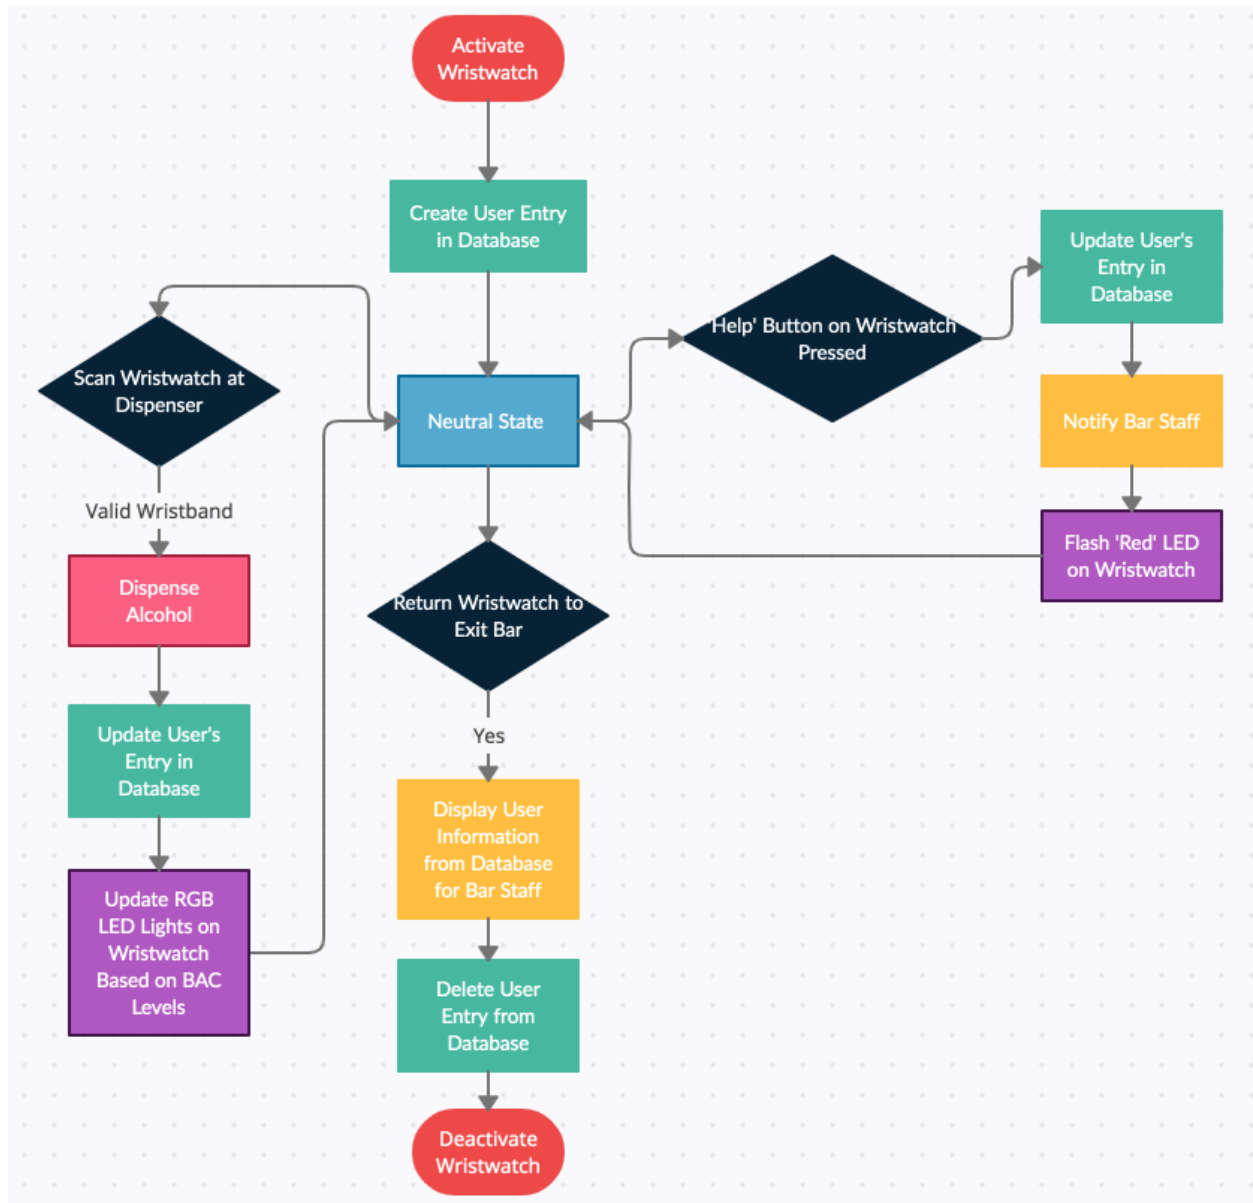 Activate
Wristwatch
Create User Entry
in Database
Scan Wristwatch at
Dispenser
Neutral State
Help' Button on Wristwatch
Pressed
Update User's
Entry in
Database
Notify Bar Staff
Flash 'Red' LED
on Wristwatch
Valid Wristband
Dispense
Alcohol
Update User's
Entry in
Database
Update RGB
LED Lights on
Wristwatch
Based on BAC
Levels
Return Wristwatch to
Exit Bar
Yes
Display User
Information
from Database
for Bar Staff
Delete User
Entry from
Database
Deactivate
Wristwatch